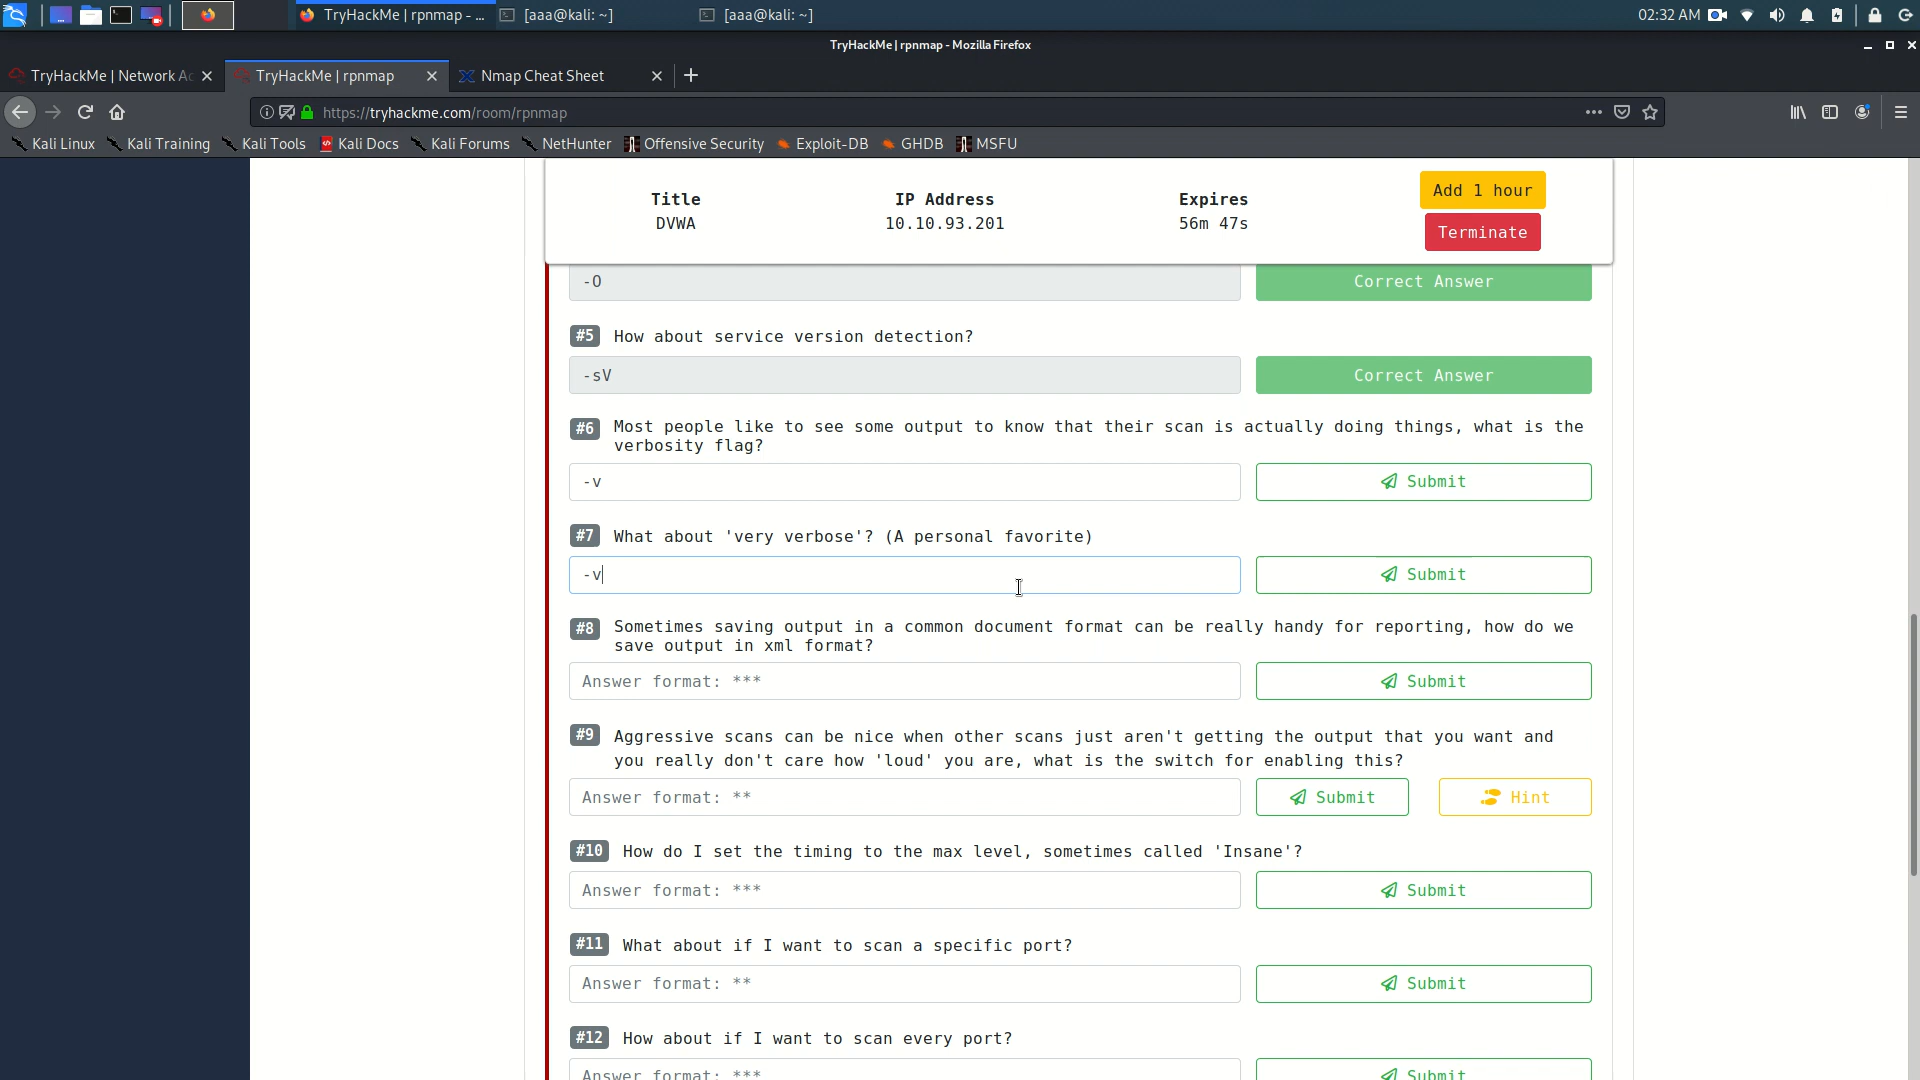 TryHackMe | rpnmap - ...
[aaa@kali: ~]
[aaa@kali: ~]
02:32 AM
TryHackMe | rpnmap - Mozilla Firefox
TryHackMe | Network Ac
TryHackMe | rpnmap
Nmap Cheat Sheet
https://tryhackme.com/room/rpnmap
Kali Linux
Kali Training
Kali Tools
Kali Docs
Kali Forums
NetHunter
Offensive Security
Exploit-DB
GHDB
MSFU
Title
IP Address
Expires
Add 1 hour
DVWA
10.10.93.201
56m 47s
Terminate
-O
Correct Answer
#5 How about service version detection?
-sV
Correct Answer
#6 Most people like to see some output to know that their scan is actually doing things, what is the
verbosity flag?
-v
Submit
#7 What about 'very verbose'? (A personal favorite)
-v
Submit
#8 Sometimes saving output in a common document format can be really handy for reporting, how do we
save output in xml format?
Answer format: ***
Submit
#9 Aggressive scans can be nice when other scans just aren't getting the output that you want and
you really don't care how 'loud' you are, what is the switch for enabling this?
Answer format: **
Submit
Hint
#10 How do I set the timing to the max level, sometimes called 'Insane'?
Answer format: ***
Submit
#11 What about if I want to scan a specific port?
Answer format: **
Submit
#12 How about if I want to scan every port?
Answer format: ***
Submit